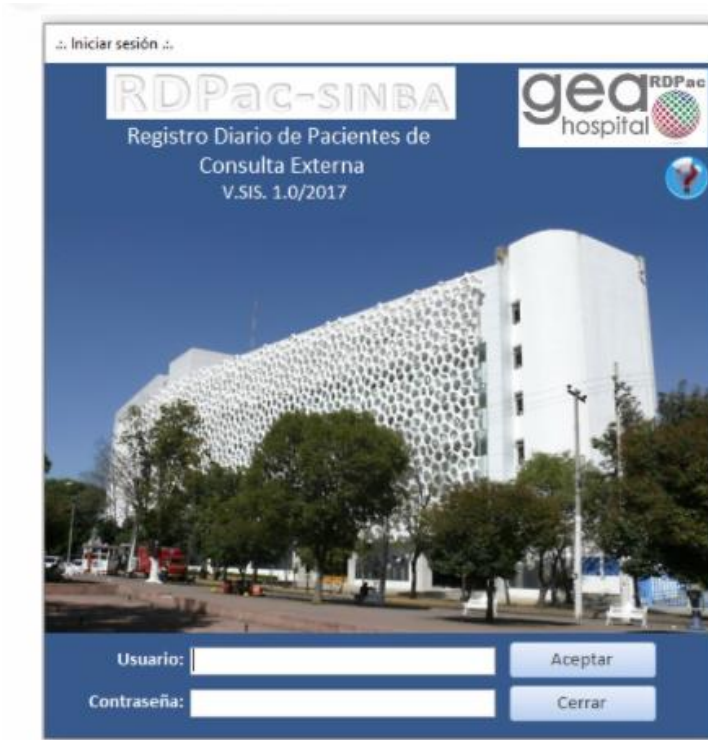 .:. Iniciar sesión .:.
RDPac-SINBA
gea RDPac
hospital
Registro Diario de Pacientes de
Consulta Externa
V.SIS. 1.0/2017
?
Usuario:
Aceptar
Contraseña:
Cerrar